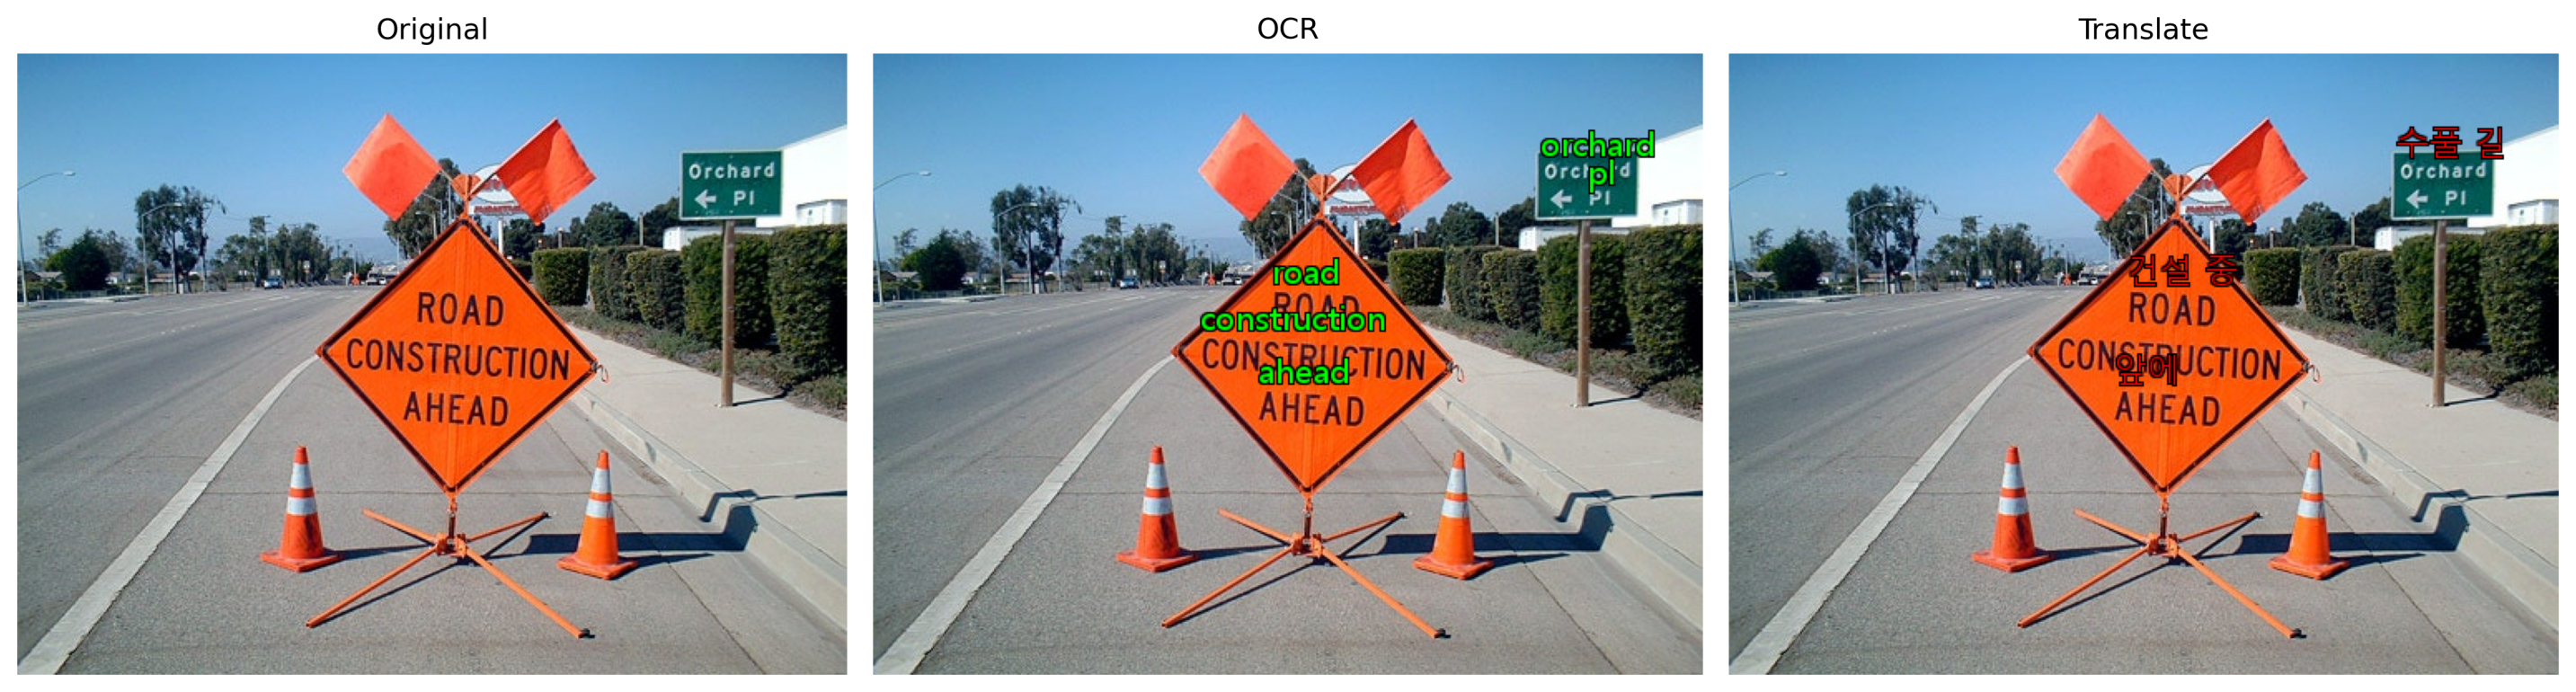 Original
Orchard
← Pl
ROAD
CONSTRUCTION
AHEAD
OCR
orchard
pl
Orchard
Pl
road
ROAD
construction
CONSTRUCTION
ahead
AHEAD
Translate
수풀 길
Orchard
← Pl
건설 중
ROAD
CONSTRUCTION
앞에
AHEAD